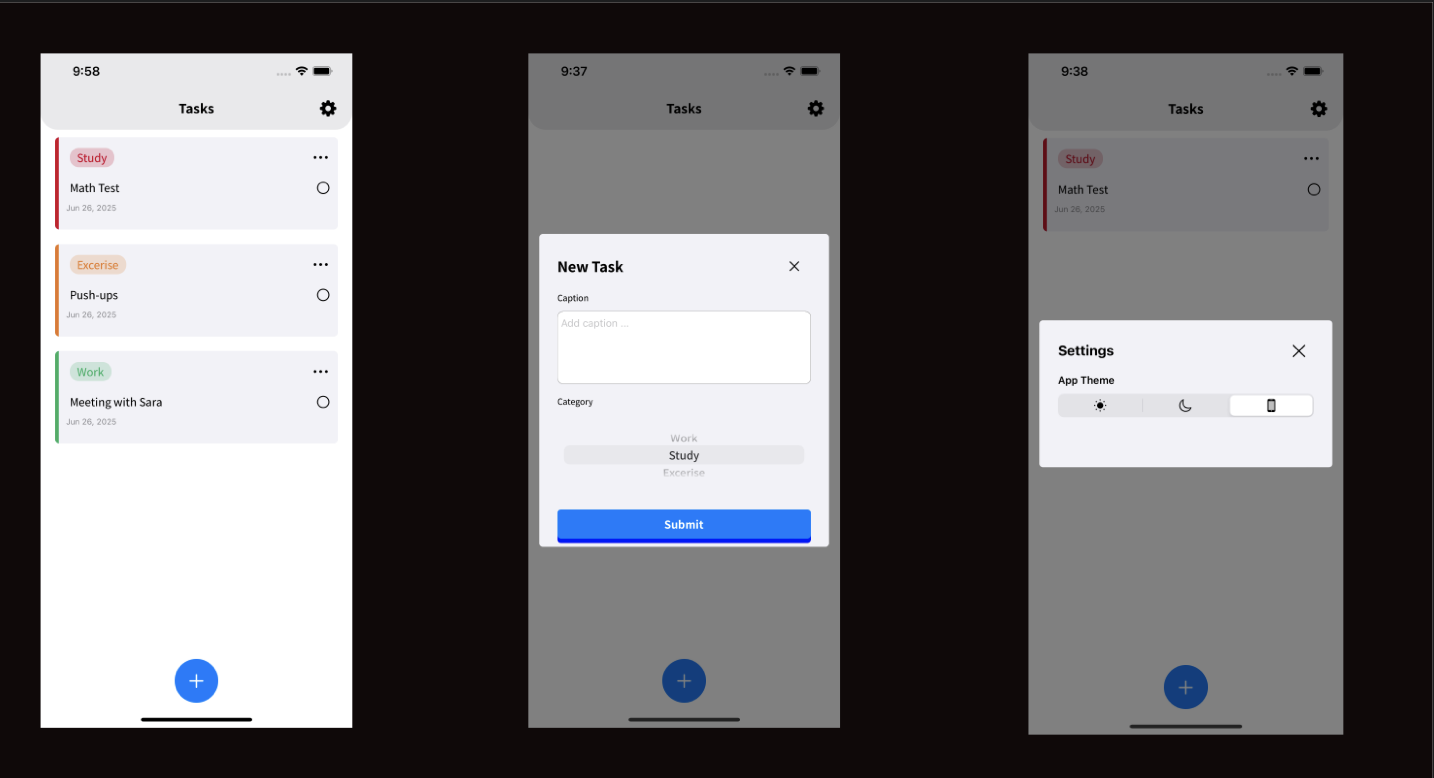 9:58
Tasks
Study
Math Test
Jun 26, 2025
Excerise
Push-ups
Jun 26, 2025
Work
Meeting with Sara
Jun 26, 2025
9:37
Tasks
New Task
Caption
Add caption ...
Category
Work
Study
Excerise
Submit
9:38
Tasks
Study
Math Test
Jun 26, 2025
Settings
App Theme